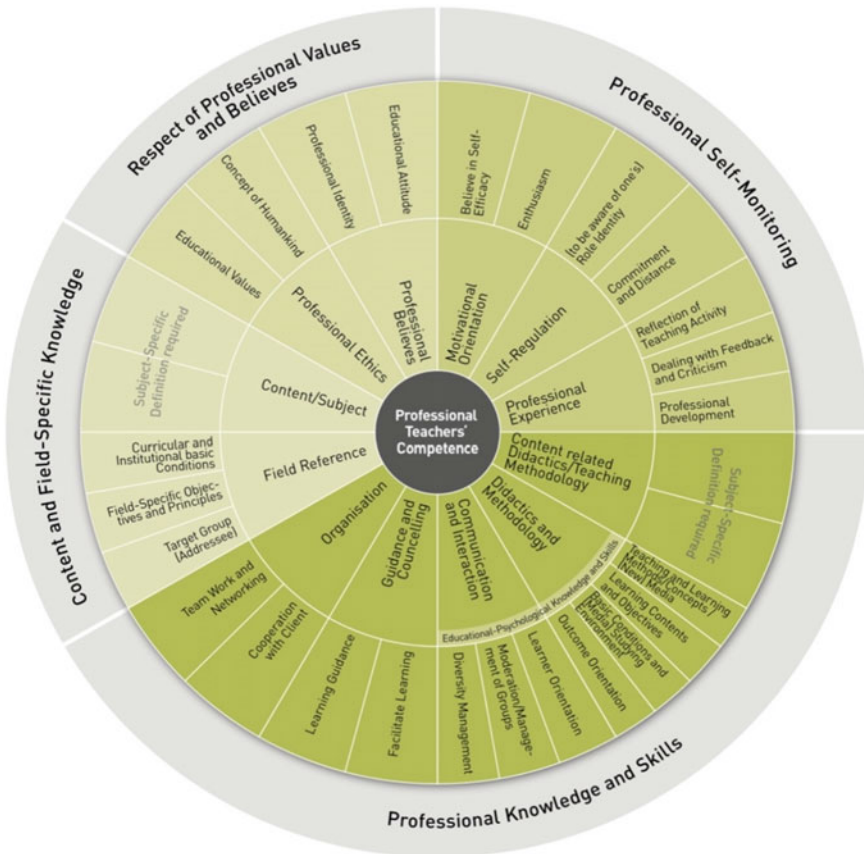 Professional Teachers'
Competence
Respect of Professional Values
and Believes
Educational Values
Concept of Humankind
Professional Identity
Educational Attitude
Professional Ethics
Professional
Believes
Professional Self-Monitoring
Believe in Self-
Efficacy
Enthusiasm
(to be aware of one's)
Role Identity
Commitment
and Distance
Reflection of
Teaching Activity
Dealing with Feedback
and Criticism
Professional
Development
Motivational
Orientation
Self-Regulation
Professional
Experience
Professional Knowledge and Skills
Content related
Didactics/Teaching
Methodology
Subject-Specific
Definition required
Didactics and
Methodology
Teaching and Learning
Methods/Concepts/
(New) Media
Learning Contents
and Objectives
Basic Conditions and
(Media) Studying
Environment
Outcome Orientation
Educational-Psychological Knowledge and Skills
Communication
and Interaction
Learner Orientation
Moderation/Manage-
ment of Groups
Diversity Management
Guidance and
Councelling
Facilitate Learning
Learning Guidance
Organisation
Cooperation
with Client
Team Work and
Networking
Content and Field-Specific Knowledge
Field Reference
Target Group
(Addressee)
Field-Specific Objec-
tives and Principles
Curricular and
Institutional basic
Conditions
Content/Subject
Subject-Specific
Definition required